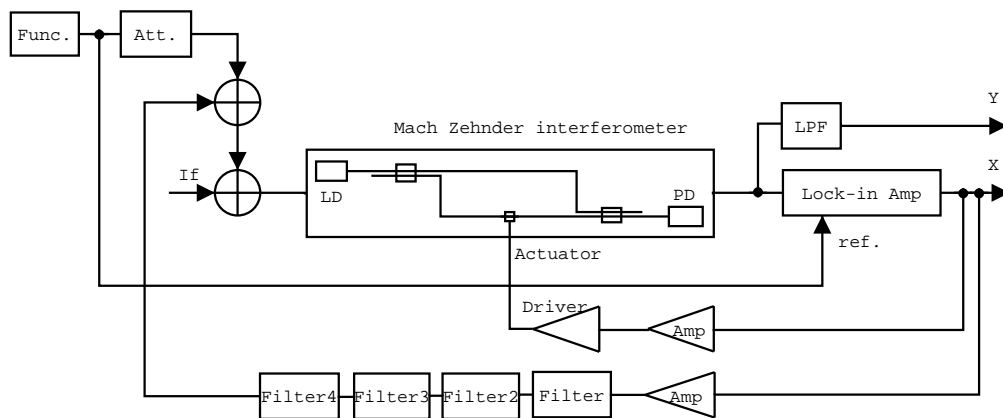 Func.
Att.
Y
Mach Zehnder interferometer
LPF
If
X
LD
PD
Lock-in Amp
Actuator
ref.
Driver
Amp
Filter4
Filter3
Filter2
Filter
Amp